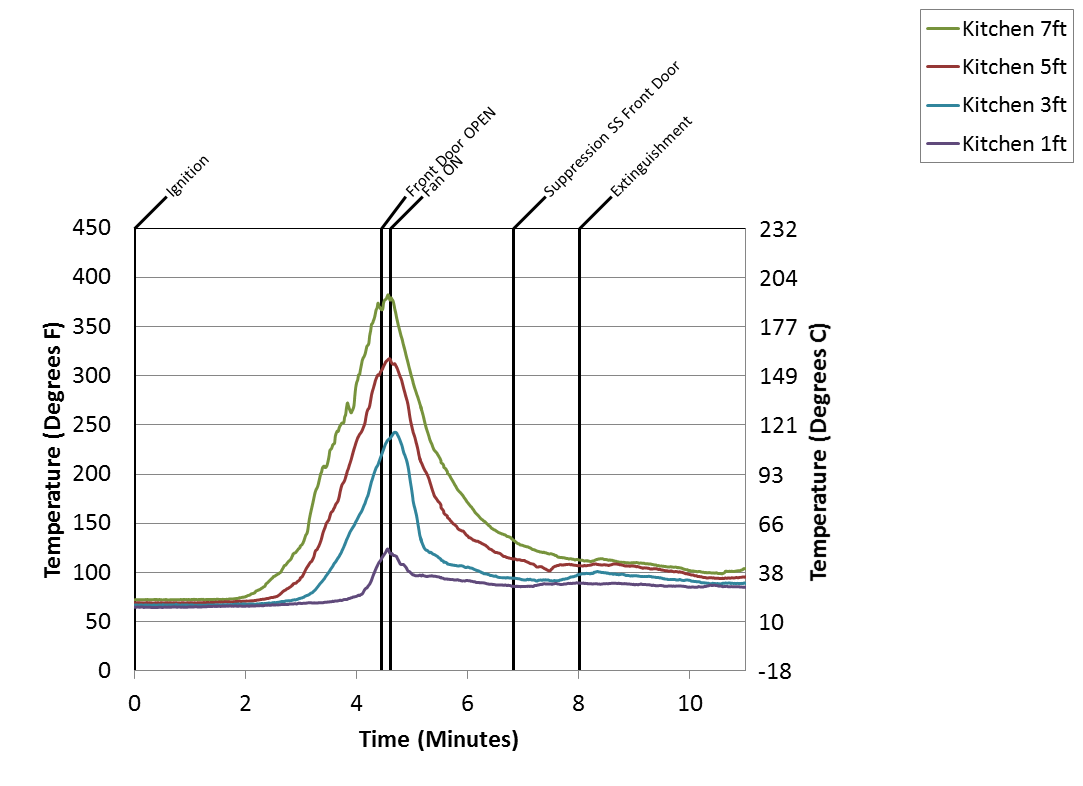 Kitchen 7ft
Kitchen 5ft
Kitchen 3ft
Kitchen 1ft
Ignition
Front Door OPEN
Fan ON
Suppression SS Front Door
Extinguishment
450
400
350
300
250
200
150
100
50
0
Temperature (Degrees F)
232
204
177
149
121
93
66
38
10
-18
Temperature (Degrees C)
0 2 4 6 8 10
Time (Minutes)